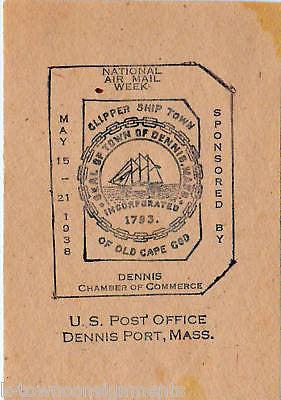 NATIONAL
AIR MAIL
WEEK
MAY 15-21 1938
SPONSORED BY
CLIPPER SHIP TOWN
SEAL OF TOWN OF DENNIS, MASS.
INCORPORATED
1793.
OF OLD CAPE COD
DENNIS
CHAMBER OF COMMERCE
U.S. POST OFFICE
DENNIS PORT, MASS.